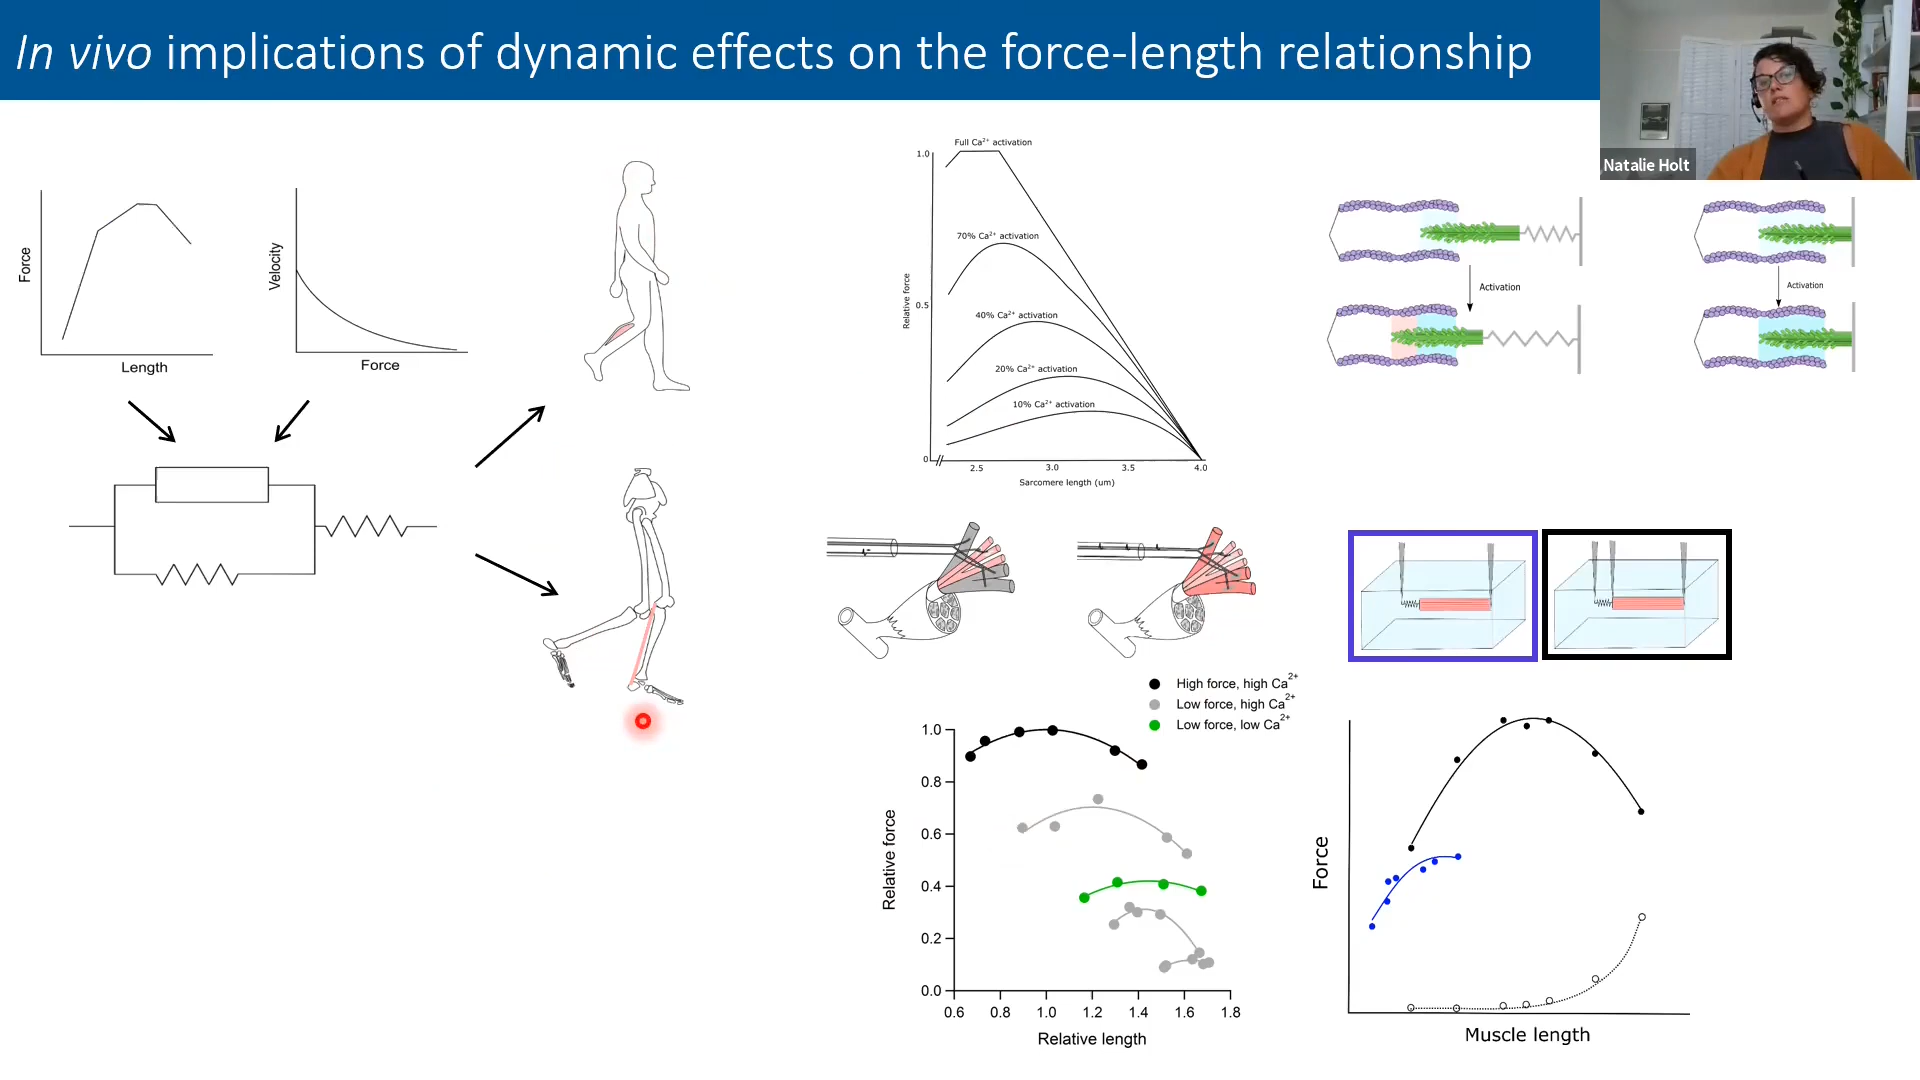 In vivo implications of dynamic effects on the force-length relationship
Natalie Holt
Force
Length
Velocity
Force
Full Ca2+ activation
1.0
70% Ca2+ activation
0.5
40% Ca2+ activation
20% Ca2+ activation
10% Ca2+ activation
0
2.5 3.0 3.5 4.0
Relative force
Sarcomere length (um)
Activation
Activation
High force, high Ca2+
Low force, high Ca2+
Low force, low Ca2+
1.0
0.8
0.6
0.4
0.2
0.0
0.6 0.8 1.0 1.2 1.4 1.6 1.8
Relative force
Relative length
Force
Muscle length